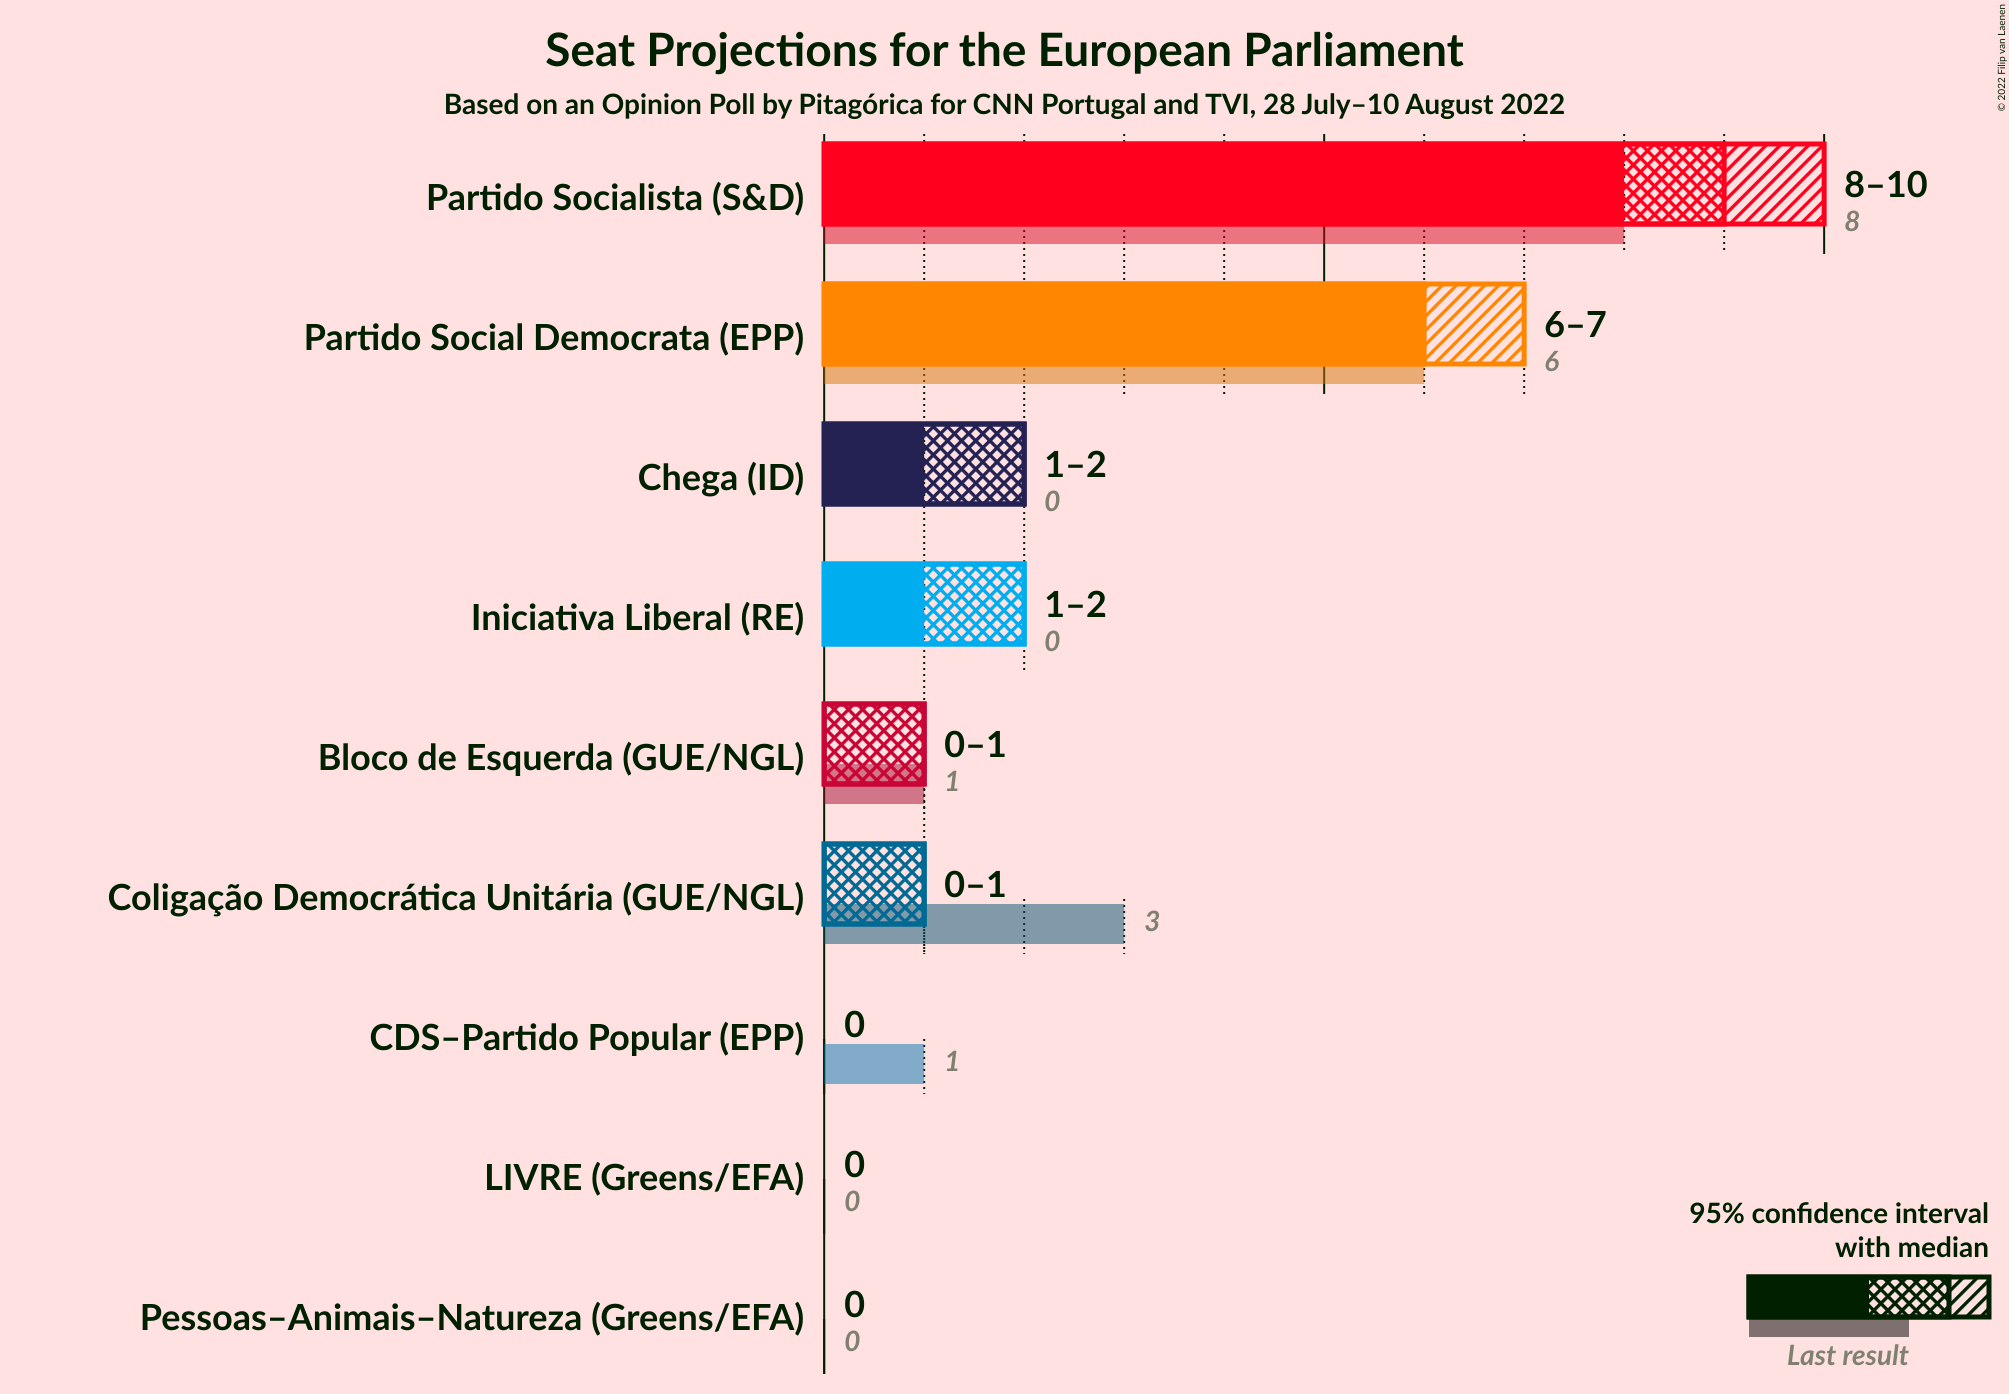 Seat Projections for the European Parliament
Based on an Opinion Poll by Pitagórica for CNN Portugal and TVI, 28 July–10 August 2022
© 2022 Filip van Laenen
Partido Socialista (S&D)
8–10
8
Partido Social Democrata (EPP)
6–7
6
Chega (ID)
1–2
0
Iniciativa Liberal (RE)
1–2
0
Bloco de Esquerda (GUE/NGL)
0–1
1
Coligação Democrática Unitária (GUE/NGL)
0–1
3
CDS–Partido Popular (EPP)
0
1
LIVRE (Greens/EFA)
0
0
Pessoas–Animais–Natureza (Greens/EFA)
0
0
95% confidence interval
with median
Last result